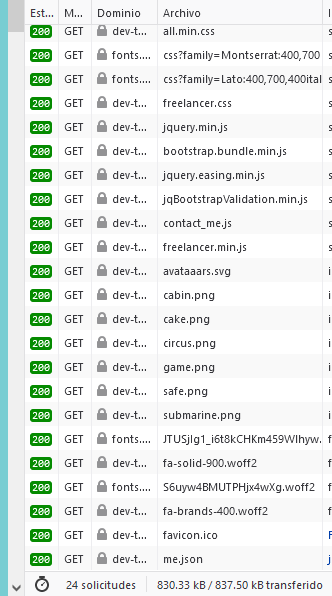 Est... M... Dominio Archivo
200 GET dev-t... all.min.css
200 GET fonts.... css?family=Montserrat:400,700
200 GET fonts.... css?family=Lato:400,700,400ital
200 GET dev-t... freelancer.css
200 GET dev-t... jquery.min.js
200 GET dev-t... bootstrap.bundle.min.js
200 GET dev-t... jquery.easing.min.js
200 GET dev-t... jqBootstrapValidation.min.js
200 GET dev-t... contact_me.js
200 GET dev-t... freelancer.min.js
200 GET dev-t... avataaars.svg
200 GET dev-t... cabin.png
200 GET dev-t... cake.png
200 GET dev-t... circus.png
200 GET dev-t... game.png
200 GET dev-t... safe.png
200 GET dev-t... submarine.png
200 GET fonts.... JTUSjIg1_i6t8kCHKm459Wlhyw.
200 GET dev-t... fa-solid-900.woff2
200 GET fonts.... S6uyw4BMUTPHjx4wXg.woff2
200 GET dev-t... fa-brands-400.woff2
200 GET dev-t... favicon.ico
200 GET dev-t... me.json
24 solicitudes 830.33 kB / 837.50 kB transferido